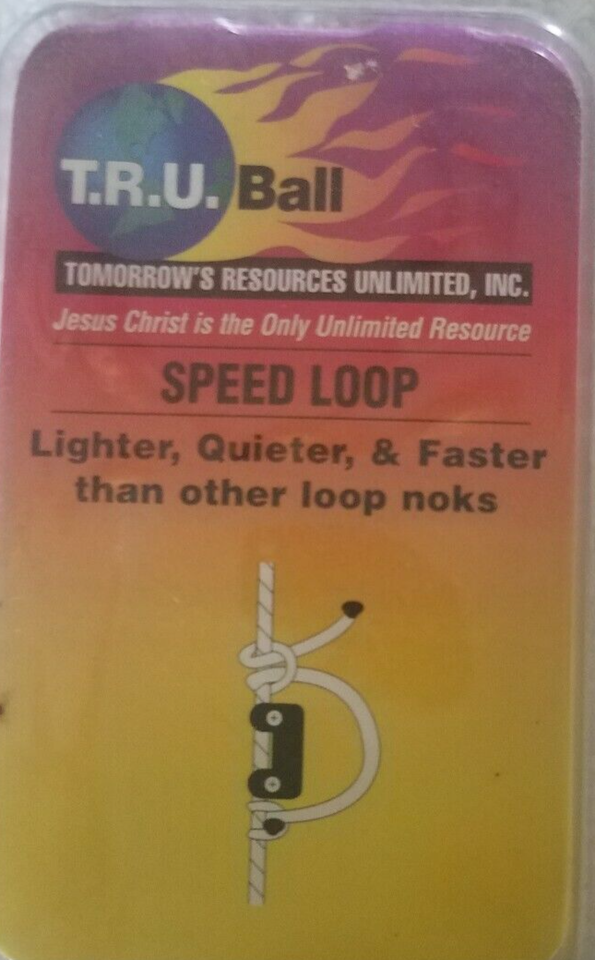 T.R.U. Ball
TOMORROW'S RESOURCES UNLIMITED, INC.
Jesus Christ is the Only Unlimited Resource
SPEED LOOP
Lighter, Quieter, & Faster
than other loop noks